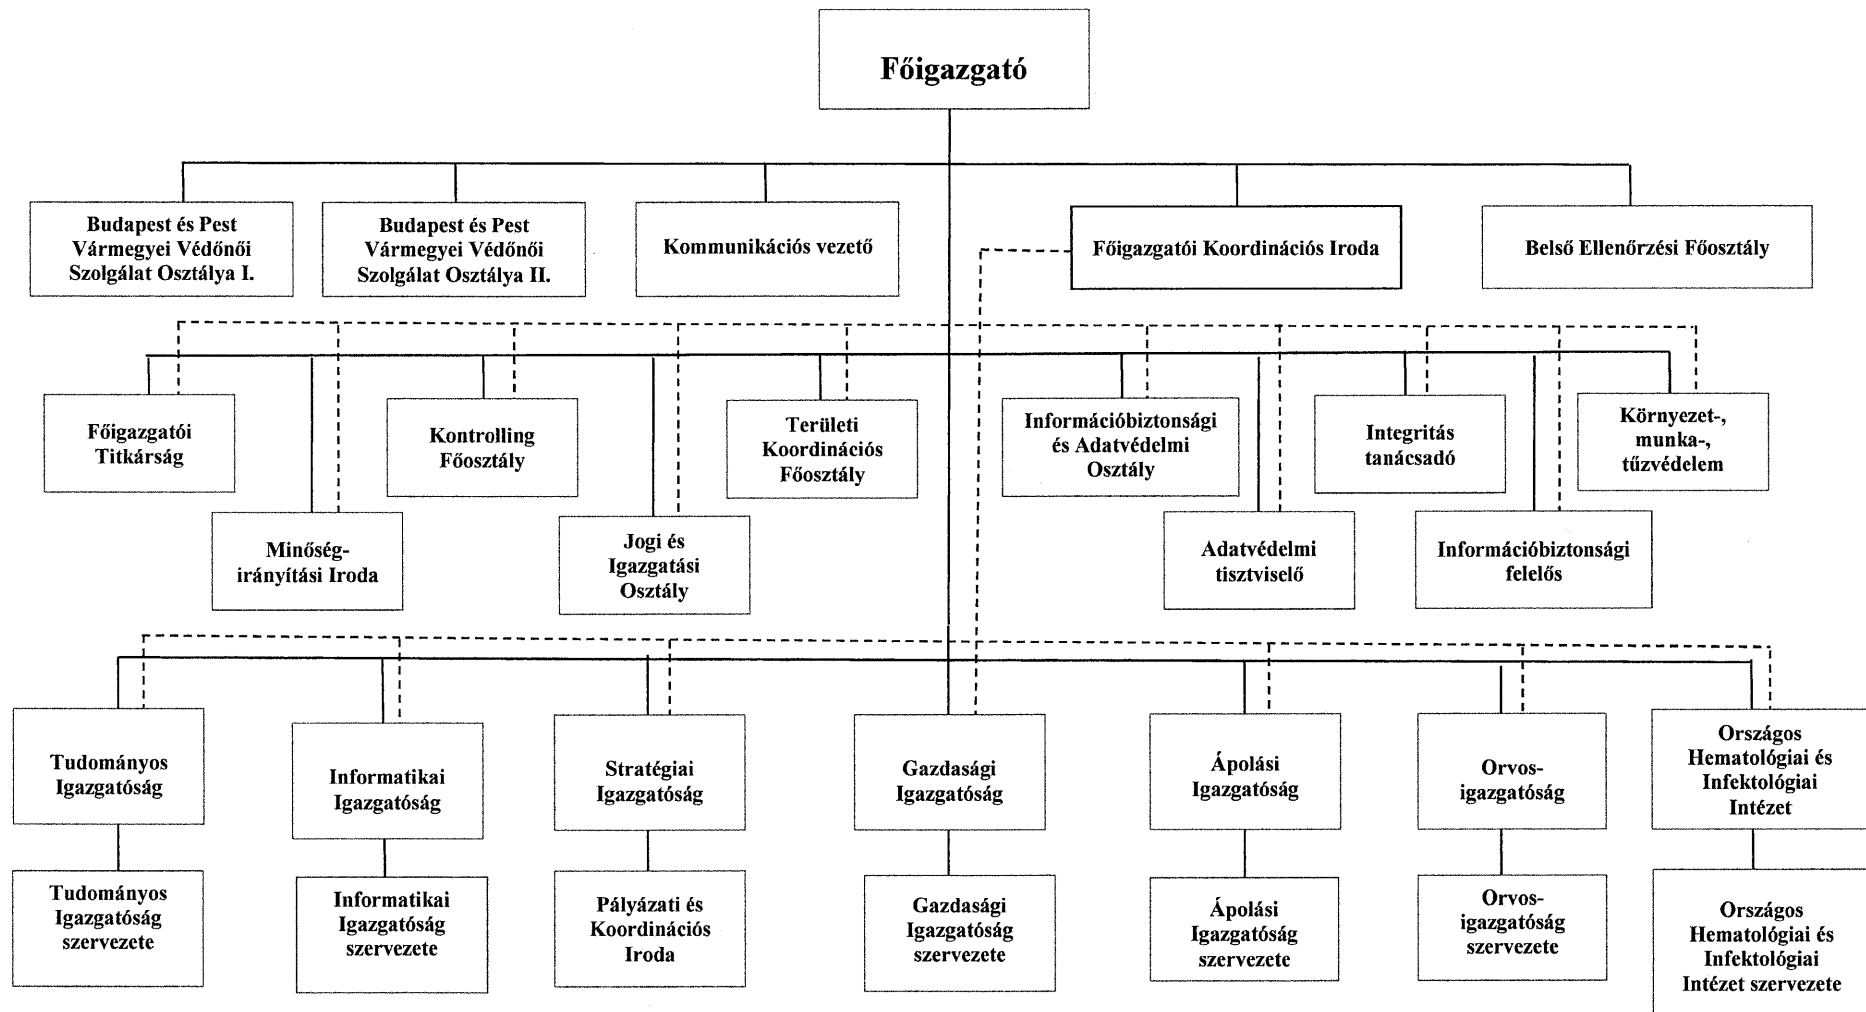 Főigazgató
Budapest és Pest
Vármegyei Védőnői
Szolgálat Osztálya I.
Budapest és Pest
Vármegyei Védőnői
Szolgálat Osztálya II.
Kommunikációs vezető
Főigazgatói Koordinációs Iroda
Belső Ellenőrzési Főosztály
Főigazgatói
Titkárság
Kontrolling
Főosztály
Területi
Koordinációs
Főosztály
Információbiztonsági
és Adatvédelmi
Osztály
Integritás
tanácsadó
Környezet-,
munka-,
tűzvédelem
Minőség-
irányítási Iroda
Jogi és
Igazgatási
Osztály
Adatvédelmi
tisztviselő
Információbiztonsági
felelős
Tudományos
Igazgatóság
Informatikai
Igazgatóság
Stratégiai
Igazgatóság
Gazdasági
Igazgatóság
Ápolási
Igazgatóság
Orvos-
igazgatóság
Országos
Hematológiai és
Infektológiai
Intézet
Tudományos
Igazgatóság
szervezete
Informatikai
Igazgatóság
szervezete
Pályázati és
Koordinációs
Iroda
Gazdasági
Igazgatóság
szervezete
Ápolási
Igazgatóság
szervezete
Orvos-
igazgatóság
szervezete
Országos
Hematológiai és
Infektológiai
Intézet szervezete